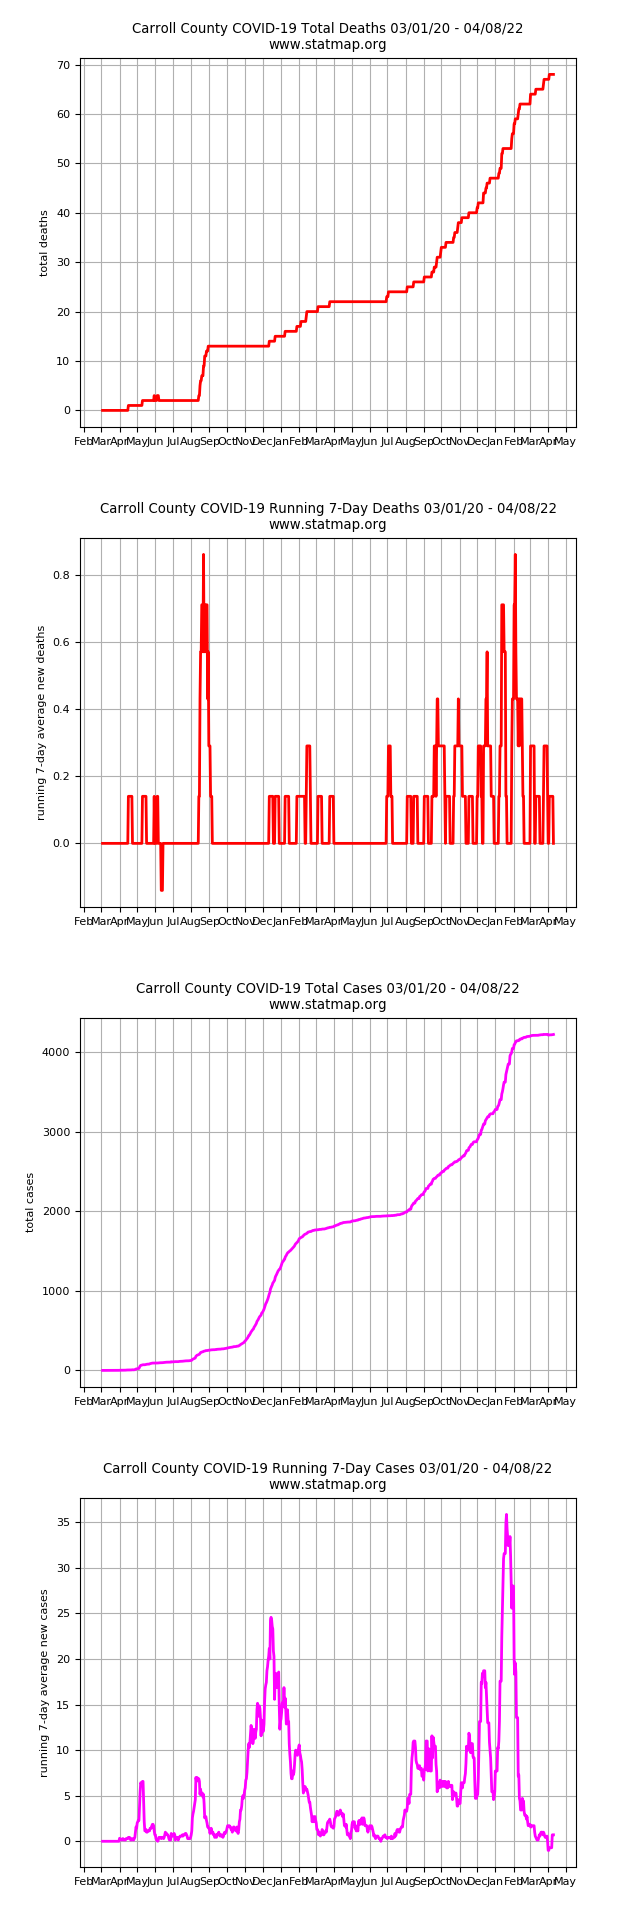 Carroll County COVID-19 Total Deaths 03/01/20 - 04/08/22
www.statmap.org
70
60
50
40
30
20
10
0
total deaths
Feb Mar Apr May Jun Jul Aug Sep Oct Nov Dec Jan Feb Mar Apr May Jun Jul Aug Sep Oct Nov Dec Jan Feb Mar Apr May
Carroll County COVID-19 Running 7-Day Deaths 03/01/20 - 04/08/22
www.statmap.org
0.8
0.6
0.4
0.2
0.0
running 7-day average new deaths
Feb Mar Apr May Jun Jul Aug Sep Oct Nov Dec Jan Feb Mar Apr May Jun Jul Aug Sep Oct Nov Dec Jan Feb Mar Apr May
Carroll County COVID-19 Total Cases 03/01/20 - 04/08/22
www.statmap.org
4000
3000
2000
1000
0
total cases
Feb Mar Apr May Jun Jul Aug Sep Oct Nov Dec Jan Feb Mar Apr May Jun Jul Aug Sep Oct Nov Dec Jan Feb Mar Apr May
Carroll County COVID-19 Running 7-Day Cases 03/01/20 - 04/08/22
www.statmap.org
35
30
25
20
15
10
5
0
running 7-day average new cases
Feb Mar Apr May Jun Jul Aug Sep Oct Nov Dec Jan Feb Mar Apr May Jun Jul Aug Sep Oct Nov Dec Jan Feb Mar Apr May